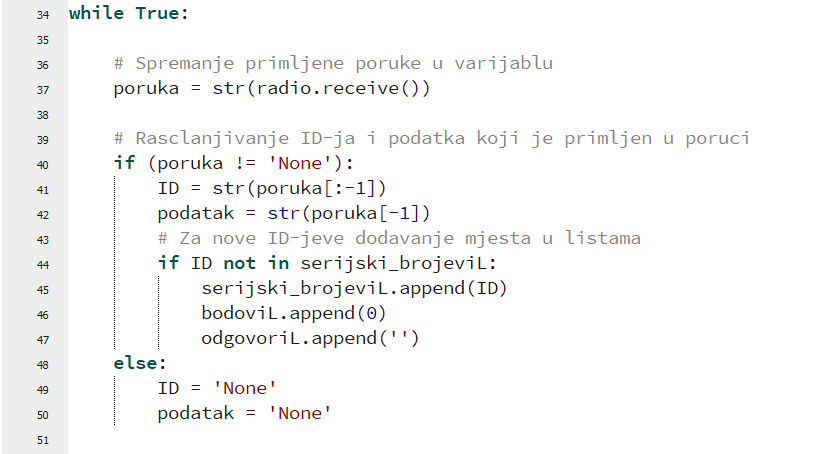 34 while True:
35
36     # Spremanje primljene poruke u varijablu
37     poruka = str(radio.receive())
38
39     # Rasclanjivanje ID-ja i podatka koji je primljen u poruci
40     if (poruka != 'None'):
41         ID = str(poruka[:-1])
42         podatak = str(poruka[-1])
43         # Za nove ID-jeve dodavanje mjesta u listama
44         if ID not in serijski_brojeviL:
45             serijski_brojeviL.append(ID)
46             bodoviL.append(0)
47             odgovoriL.append('')
48     else:
49         ID = 'None'
50         podatak = 'None'
51